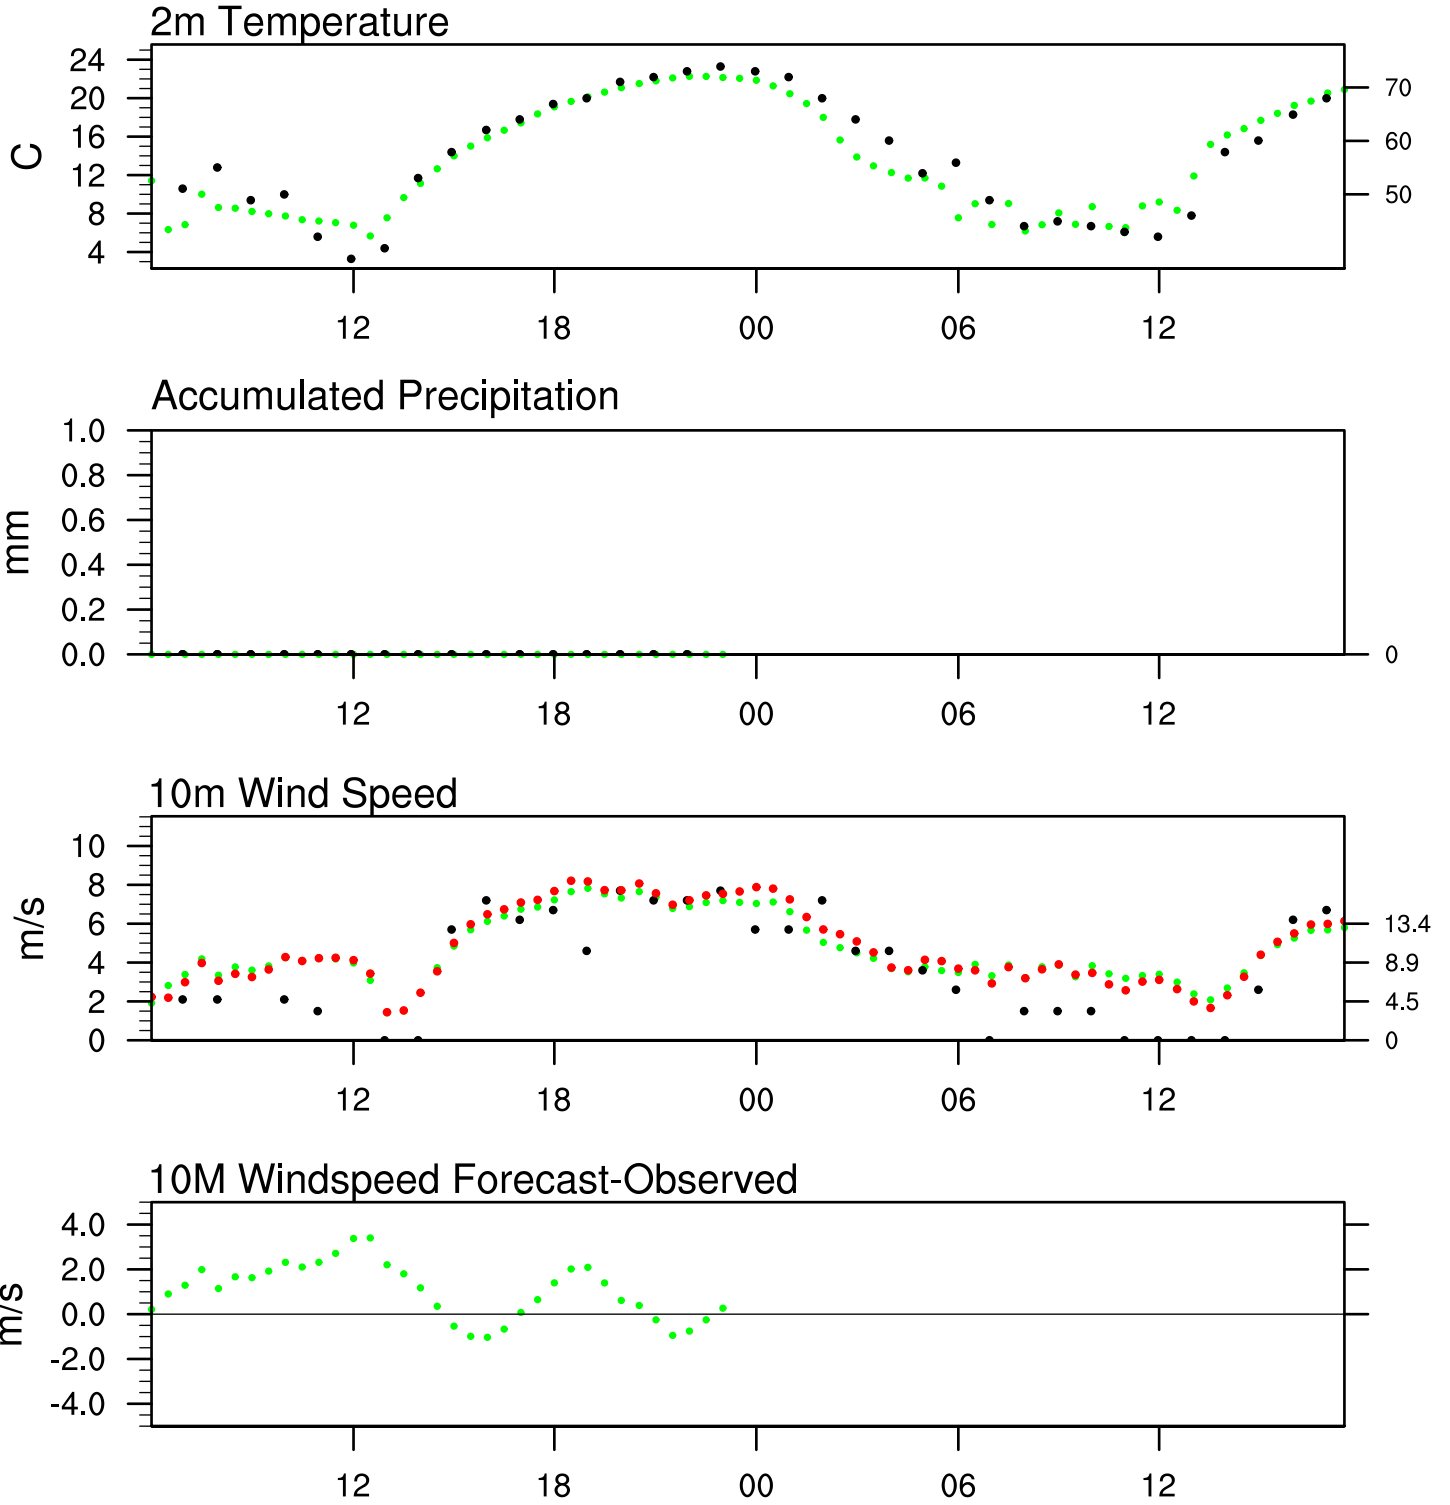 2m Temperature
24
20
16
12
8
4
C
70
60
50
12 18 00 06 12
Accumulated Precipitation
1.0
0.8
0.6
0.4
0.2
0.0
mm
0
12 18 00 06 12
10m Wind Speed
10
8
6
4
2
0
m/s
13.4
8.9
4.5
0
12 18 00 06 12
10M Windspeed Forecast-Observed
4.0
2.0
0.0
-2.0
-4.0
m/s
12 18 00 06 12